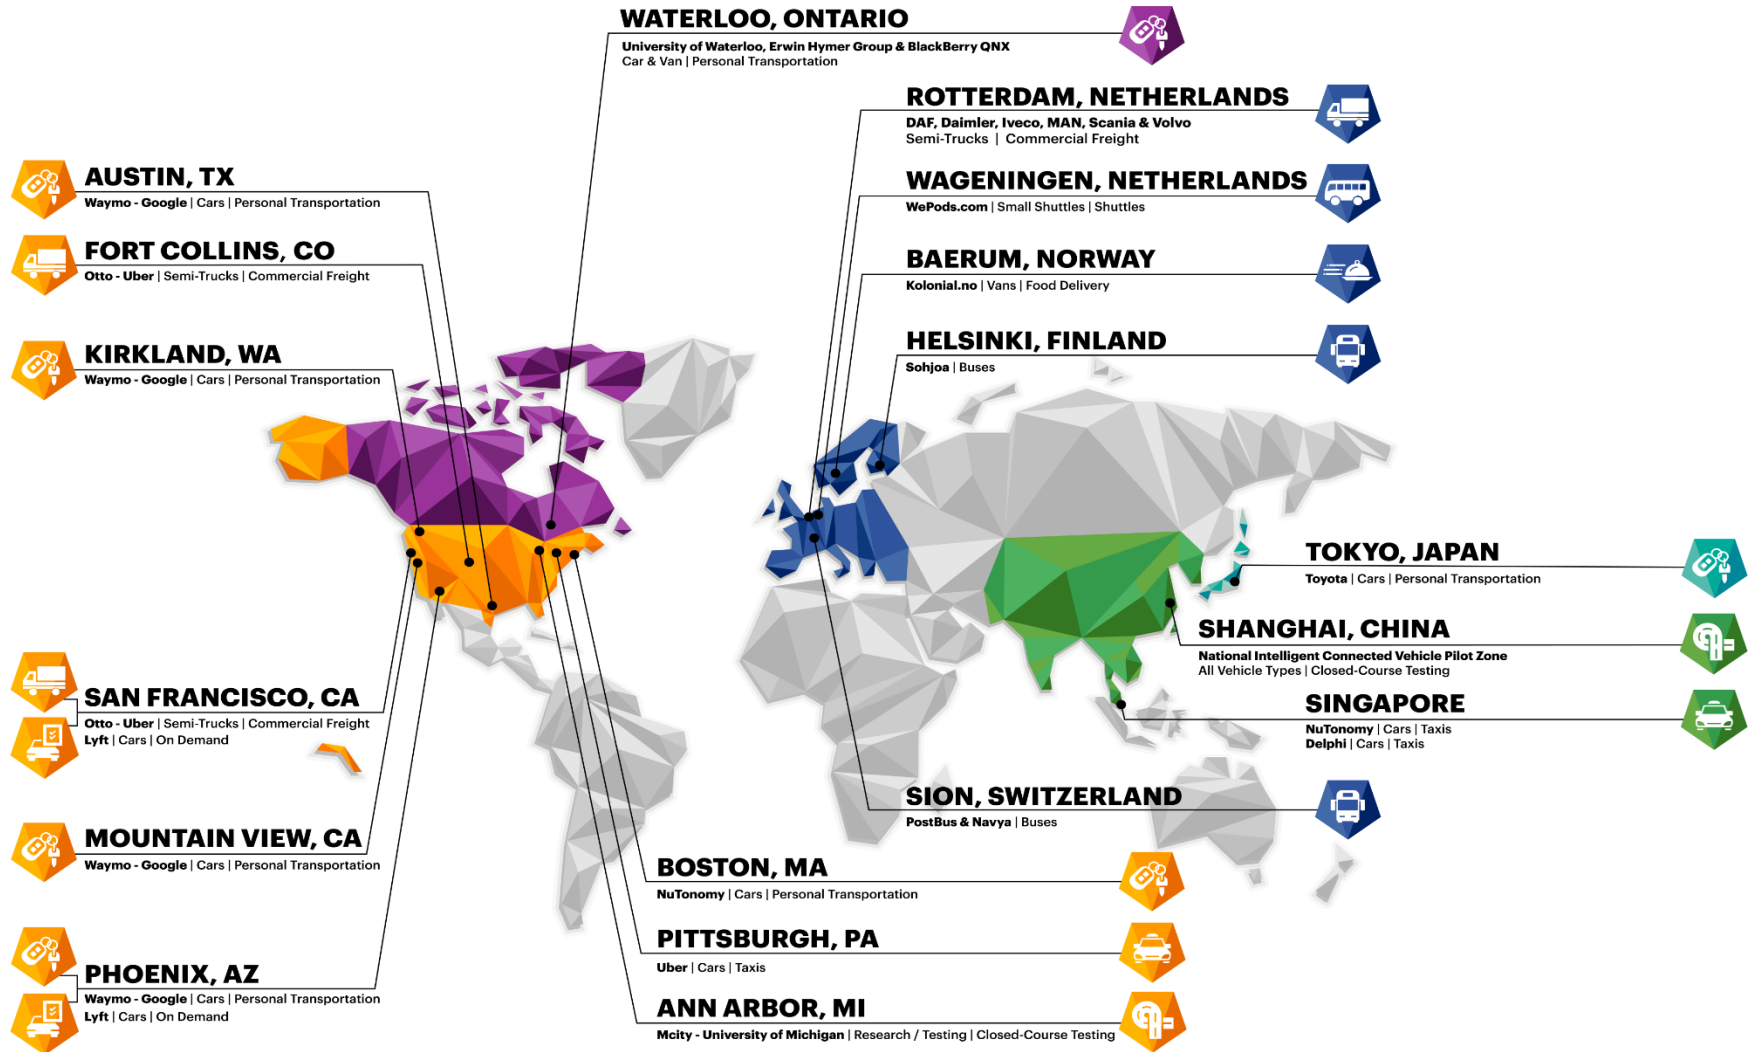 WATERLOO, ONTARIO
University of Waterloo, Erwin Hymer Group & BlackBerry QNX
Car & Van | Personal Transportation
ROTTERDAM, NETHERLANDS
DAF, Daimler, Iveco, MAN, Scania & Volvo
Semi-Trucks | Commercial Freight
WAGENINGEN, NETHERLANDS
WePods.com | Small Shuttles | Shuttles
BAERUM, NORWAY
Kolonial.no | Vans | Food Delivery
HELSINKI, FINLAND
Sohjoa | Buses
AUSTIN, TX
Waymo - Google | Cars | Personal Transportation
FORT COLLINS, CO
Otto - Uber | Semi-Trucks | Commercial Freight
KIRKLAND, WA
Waymo - Google | Cars | Personal Transportation
SAN FRANCISCO, CA
Otto - Uber | Semi-Trucks | Commercial Freight
Lyft | Cars | On Demand
MOUNTAIN VIEW, CA
Waymo - Google | Cars | Personal Transportation
PHOENIX, AZ
Waymo - Google | Cars | Personal Transportation
Lyft | Cars | On Demand
TOKYO, JAPAN
Toyota | Cars | Personal Transportation
SHANGHAI, CHINA
National Intelligent Connected Vehicle Pilot Zone
All Vehicle Types | Closed-Course Testing
SINGAPORE
NuTonomy | Cars | Taxis
Delphi | Cars | Taxis
SION, SWITZERLAND
PostBus & Navya | Buses
BOSTON, MA
NuTonomy | Cars | Personal Transportation
PITTSBURGH, PA
Uber | Cars | Taxis
ANN ARBOR, MI
Mcity - University of Michigan | Research / Testing | Closed-Course Testing